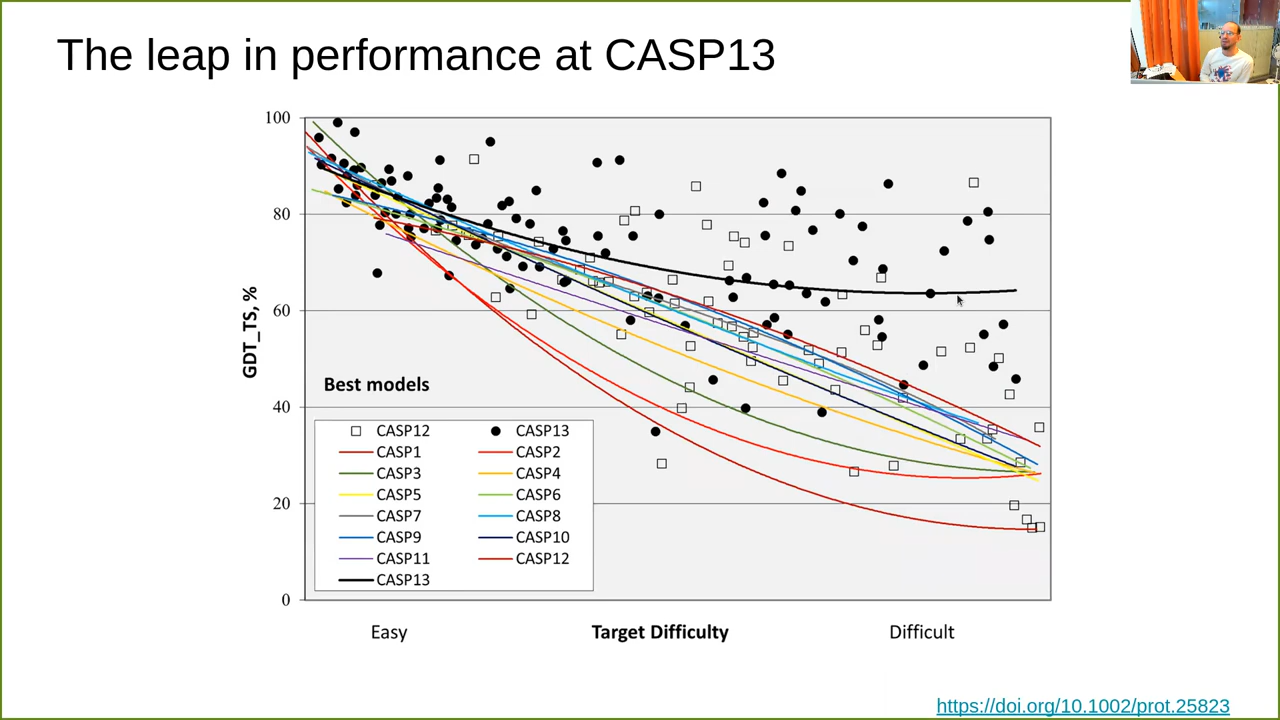 The leap in performance at CASP13
100
80
60
40
20
0
GDT_TS, %
Best models
CASP12 CASP13
CASP1 CASP2
CASP3 CASP4
CASP5 CASP6
CASP7 CASP8
CASP9 CASP10
CASP11 CASP12
CASP13
Easy Target Difficulty Difficult
https://doi.org/10.1002/prot.25823